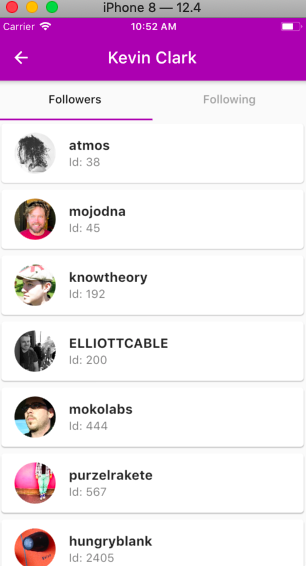 iPhone 8 — 12.4
Carrier
10:52 AM
Kevin Clark
Followers
Following
atmos
Id: 38
mojodna
Id: 45
knowtheory
Id: 192
ELLIOTTCABLE
Id: 200
mokolabs
Id: 444
purzelrakete
Id: 567
hungryblank
Id: 2405